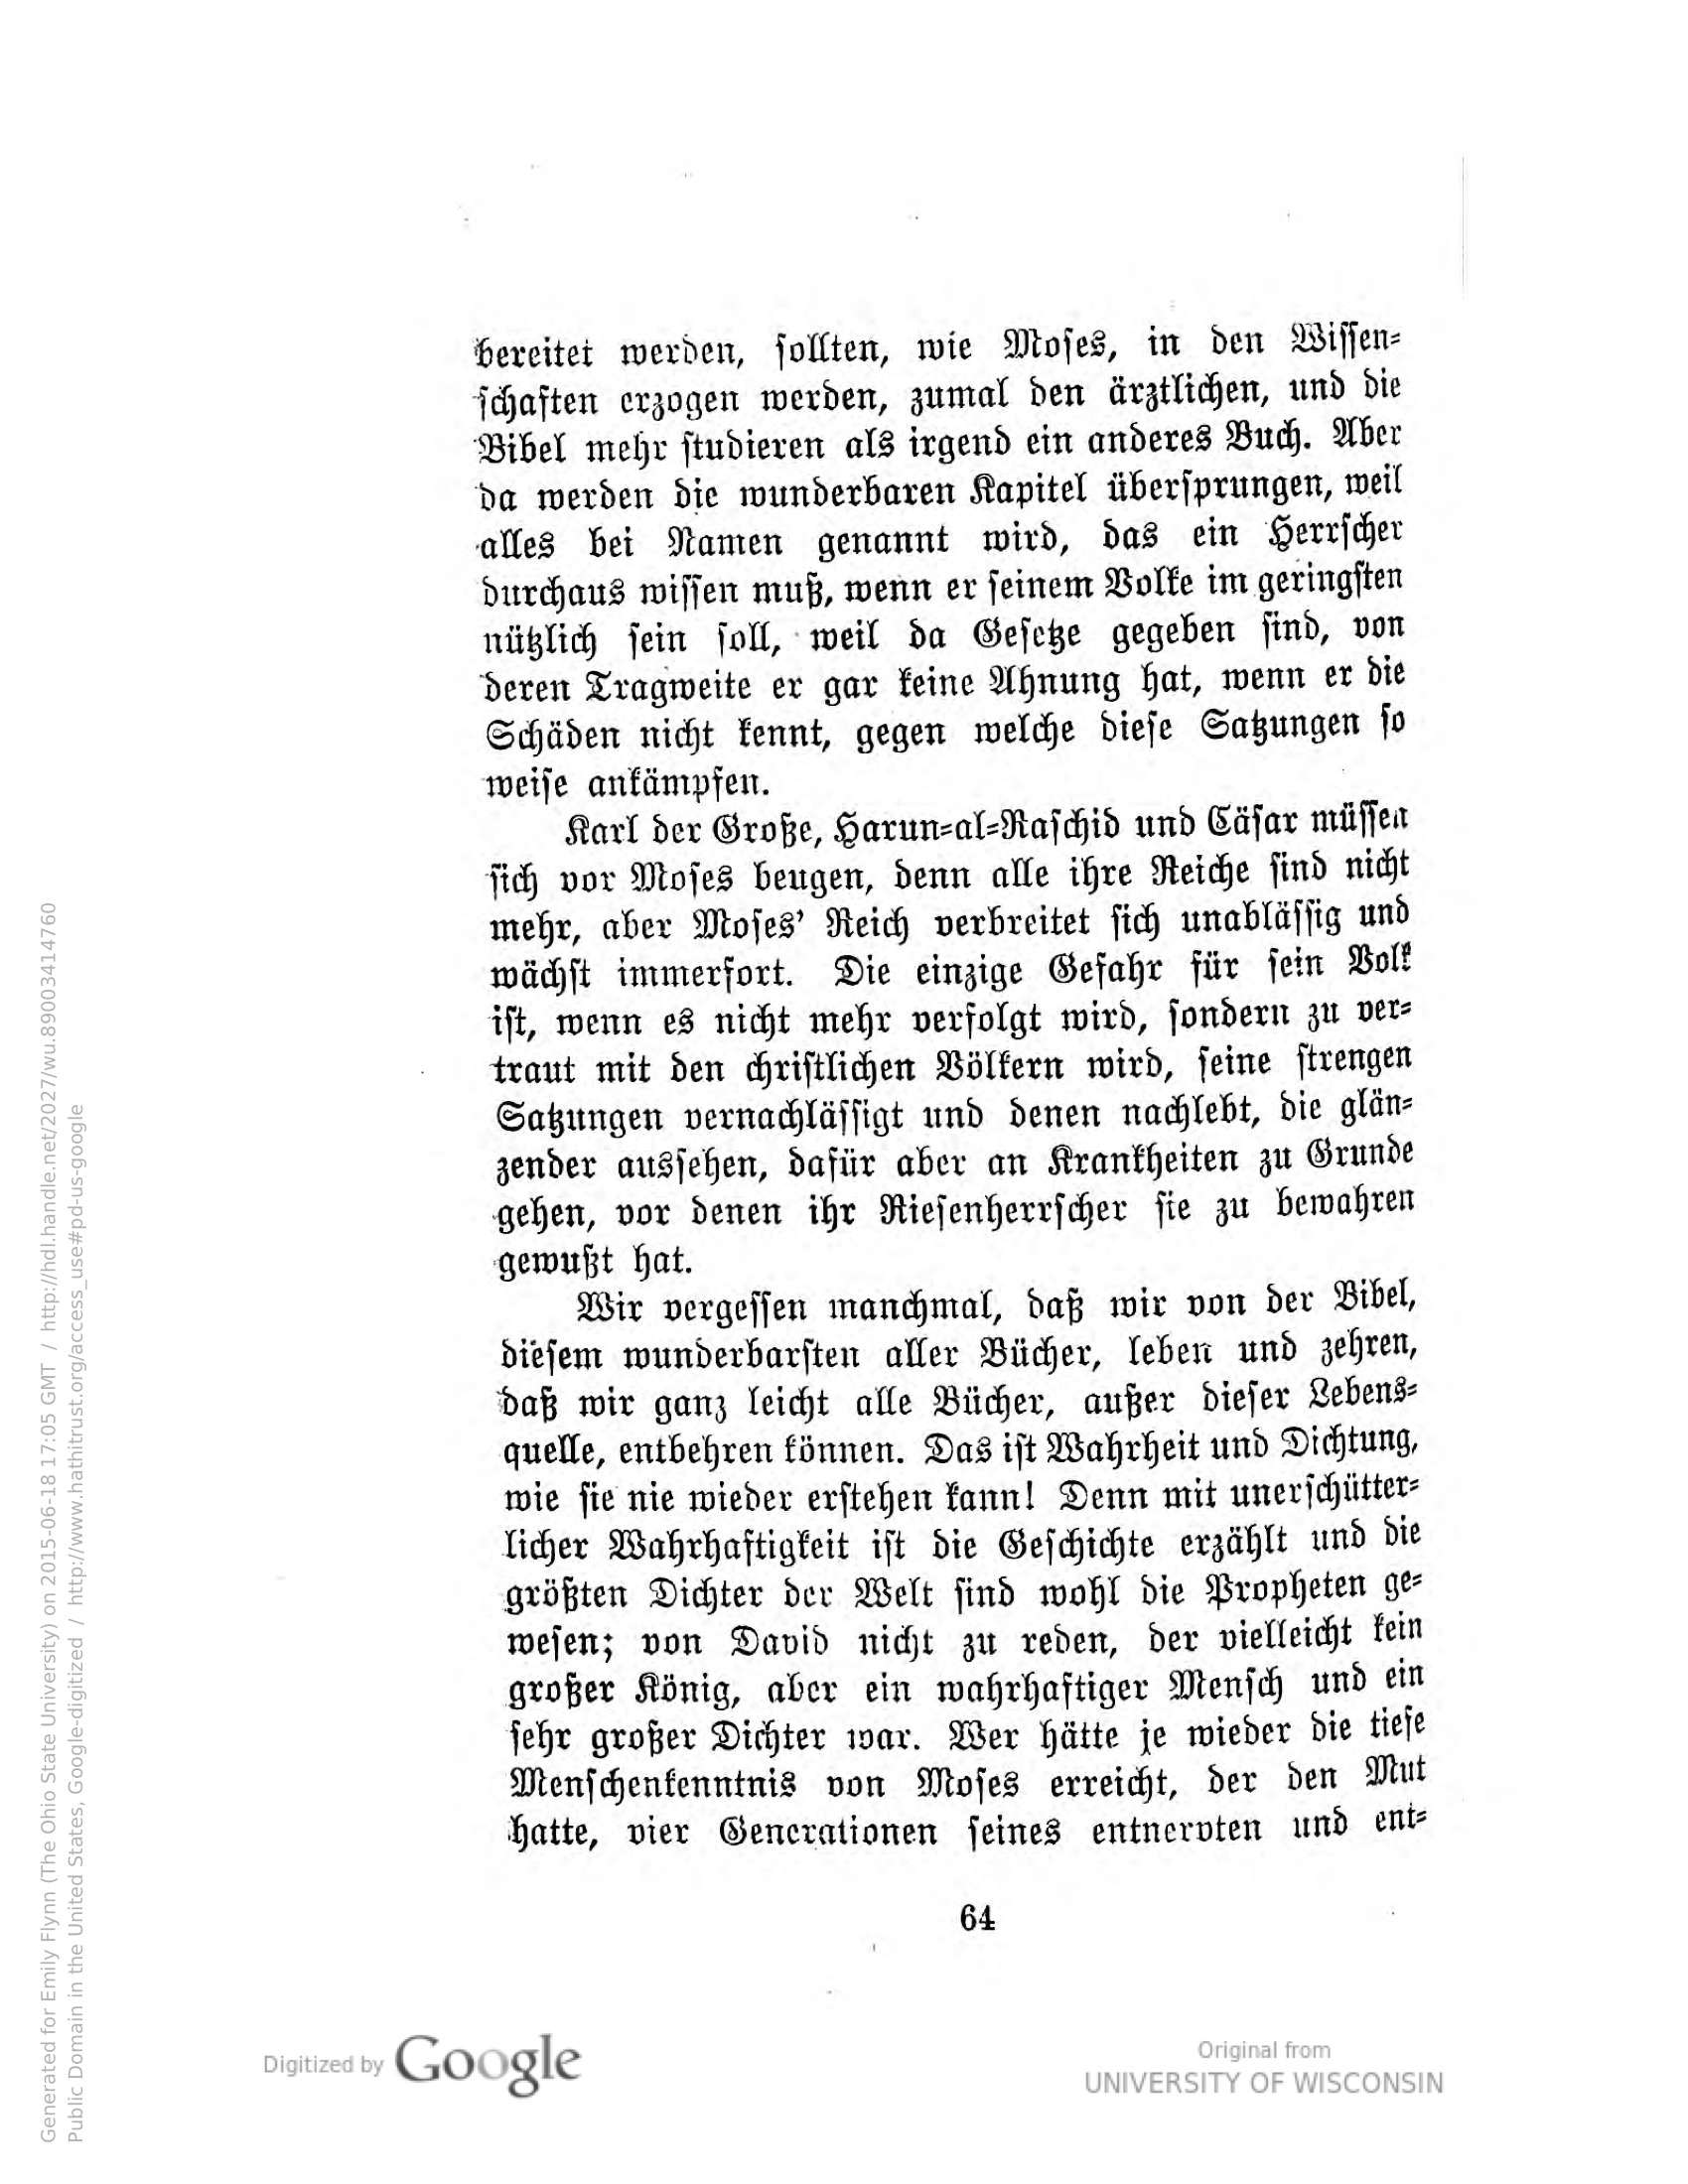 bereitet werden, sollten, wie Moses, in den Wissen-
schaften erzogen werden, zumal den ärztlichen, und die
Bibel mehr studieren als irgend ein anderes Buch. Aber
da werden die wunderbaren Kapitel übersprungen, weil
alles bei Namen genannt wird, das ein Herrscher
durchaus wissen muß, wenn er seinem Volke im geringsten
nützlich sein soll, weil da Gesetze gegeben sind, von
deren Tragweite er gar keine Ahnung hat, wenn er die
Schäden nicht kennt, gegen welche diese Satzungen so
weise ankämpfen.
Karl der Große, Harun-al-Raschid und Cäsar müssen
sich vor Moses beugen, denn alle ihre Reiche sind nicht
mehr, aber Moses' Reich verbreitet sich unablässig und
wächst immerfort. Die einzige Gefahr für sein Volk
ist, wenn es nicht mehr verfolgt wird, sondern zu ver-
traut mit den christlichen Völkern wird, seine strengen
Satzungen vernachlässigt und denen nachlebt, die glän-
zender aussehen, dafür aber an Krankheiten zu Grunde
gehen, vor denen ihr Riesenherrscher sie zu bewahren
gewußt hat.
Wir vergessen manchmal, daß wir von der Bibel,
diesem wunderbarsten aller Bücher, leben und zehren,
daß wir ganz leicht alle Bücher, außer dieser Lebens-
quelle, entbehren können. Das ist Wahrheit und Dichtung,
wie sie nie wieder erstehen kann! Denn mit unerschütter-
licher Wahrhaftigkeit ist die Geschichte erzählt und die
größten Dichter der Welt sind wohl die Propheten ge-
wesen; von David nicht zu reden, der vielleicht kein
großer König, aber ein wahrhaftiger Mensch und ein
sehr großer Dichter war. Wer hätte je wieder die tiefe
Menschenkenntnis von Moses erreicht, der den Mut
hatte, vier Generationen seines entnervten und ent-
64
Digitized by Google
Original from
UNIVERSITY OF WISCONSIN
Generated for Emily Flynn (The Ohio State University) on 2015-06-18 17:05 GMT / http://hdl.handle.net/2027/wu.89003414760
Public Domain in the United States, Google-digitized / http://www.hathitrust.org/access_use#pd-us-google